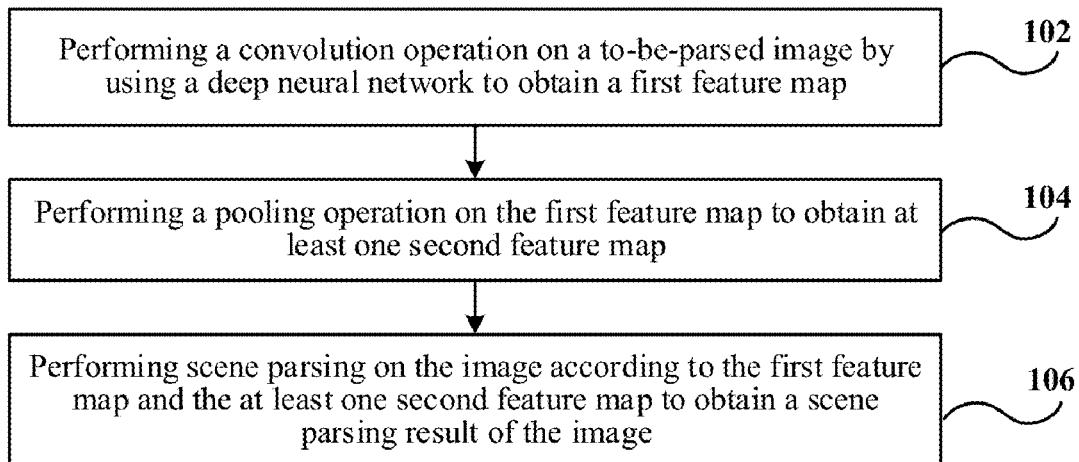 Performing a convolution operation on a to-be-parsed image by
using a deep neural network to obtain a first feature map
102
Performing a pooling operation on the first feature map to obtain at
least one second feature map
104
Performing scene parsing on the image according to the first feature
map and the at least one second feature map to obtain a scene
parsing result of the image
106